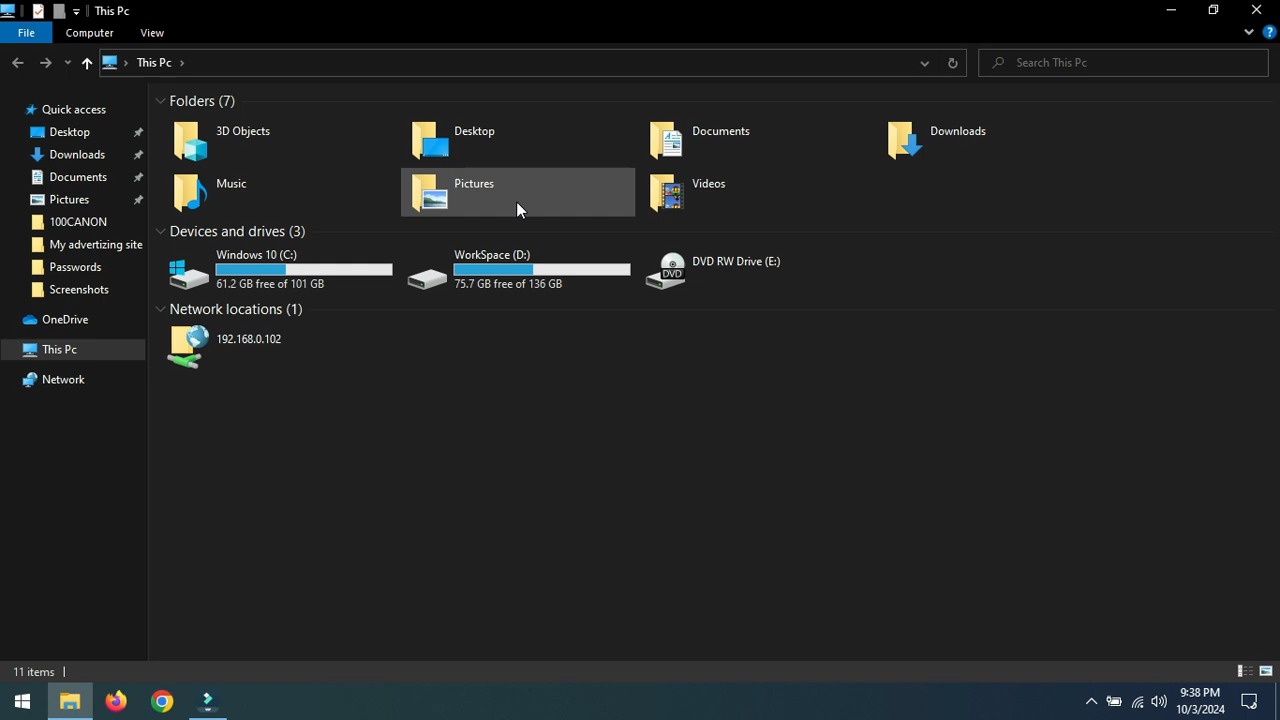 This Pc
File Computer View
This Pc
Search This Pc
Quick access
Desktop
Downloads
Documents
Pictures
100CANON
My advertizing site
Passwords
Screenshots
OneDrive
This Pc
Network
Folders (7)
3D Objects
Desktop
Documents
Downloads
Music
Pictures
Videos
Devices and drives (3)
Windows 10 (C:)
61.2 GB free of 101 GB
WorkSpace (D:)
75.7 GB free of 136 GB
DVD
DVD RW Drive (E:)
Network locations (1)
192.168.0.102
11 items
9:38 PM
10/3/2024